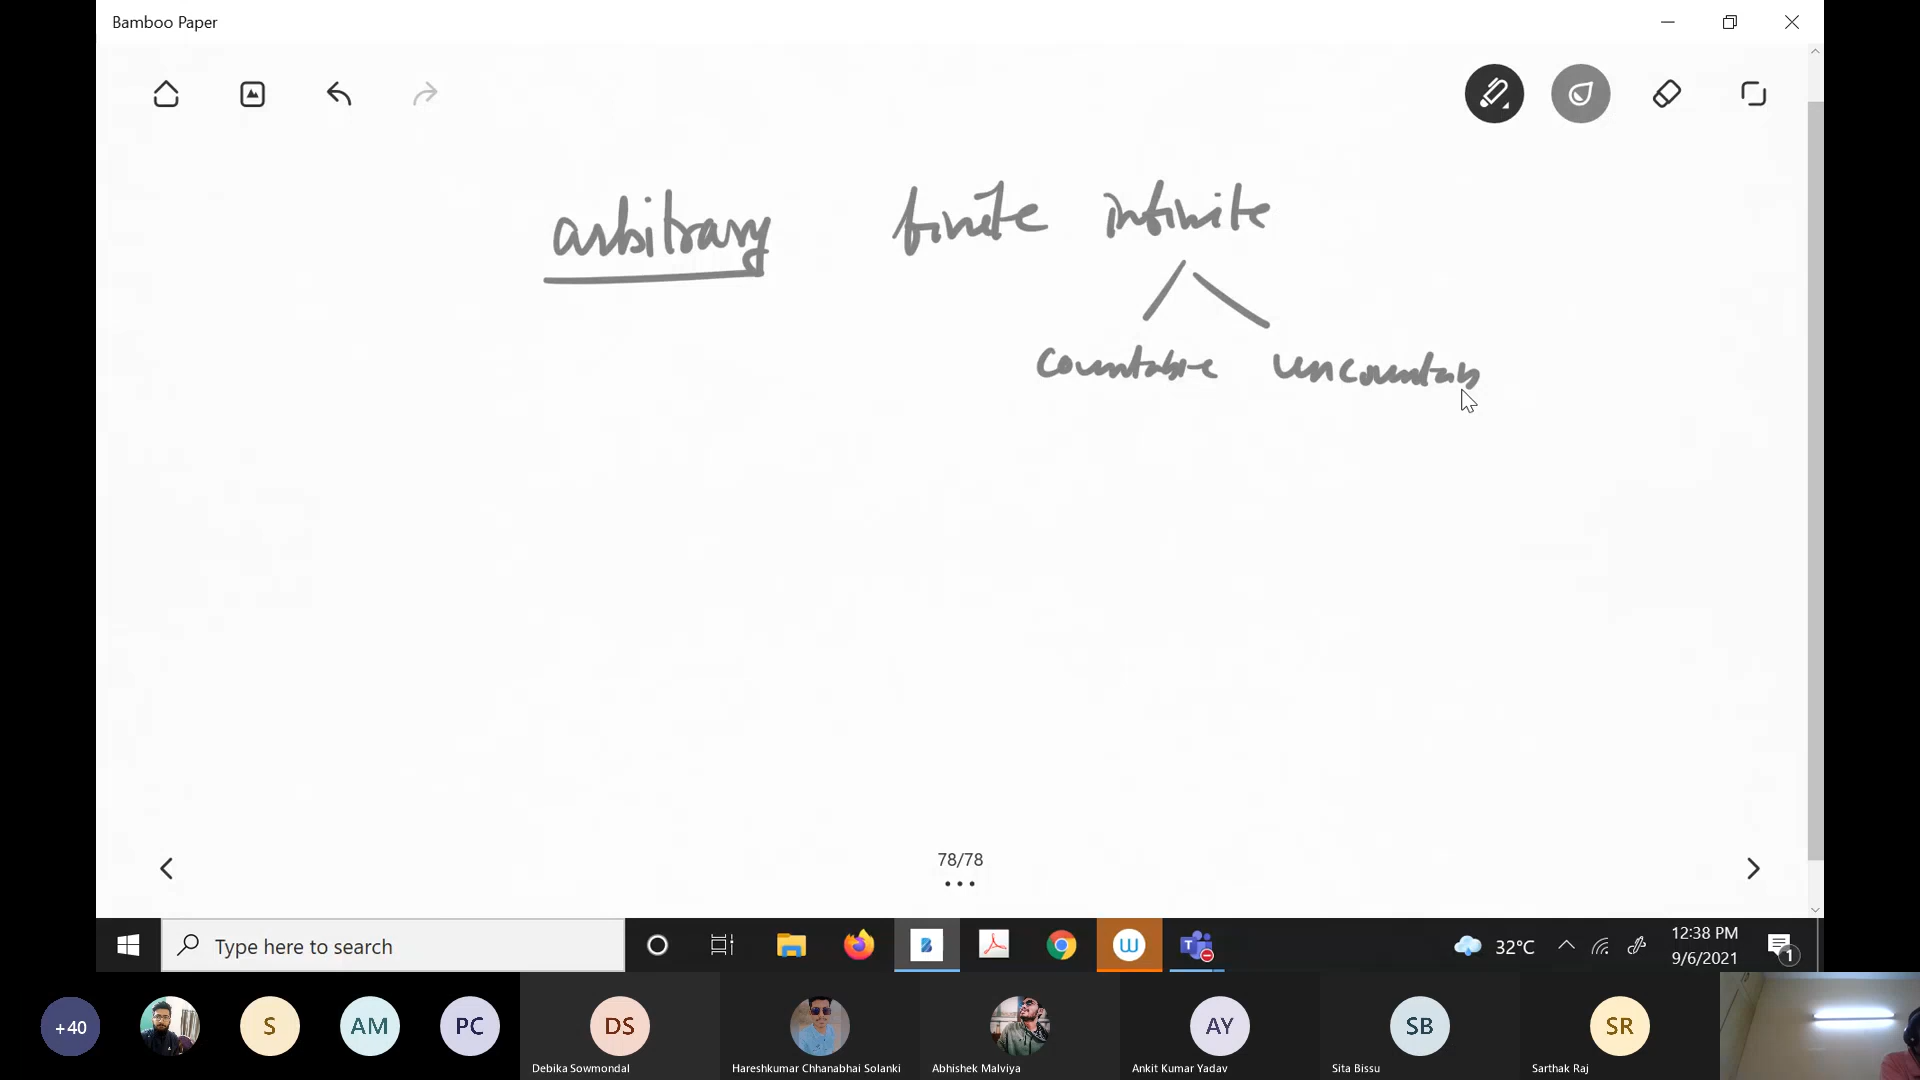 Bamboo Paper
arbitrary finite infinite
countable uncountab
78/78
Type here to search
32°C
12:38 PM
9/6/2021
1
+40
S
AM
PC
DS
AY
SB
SR
Debika Sowmondal
Hareshkumar Chhanabhai Solanki
Abhishek Malviya
Ankit Kumar Yadav
Sita Bissu
Sarthak Raj